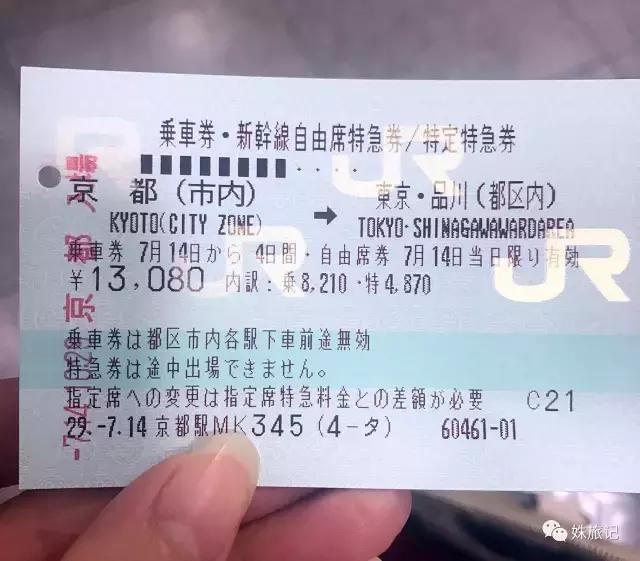 乗車券・新幹線自由席特急券/特定特急券
京 都(市内) → 東京・品川(都区内)
KYOTO(CITY ZONE) TOKYO・SHINAGAWAWARDAREA
乗車券 7月14日から 4日間・自由席券 7月14日当日限り有効
¥13,080 内訳:乗8,210・特4,870
乗車券は都区市内各駅下車前途無効
特急券は途中出場できません。
指定席への変更は指定席特急料金との差額が必要 C21
29.-7.14 京都駅MK345 (4-タ) 60461-01
京都
入場
姝旅记